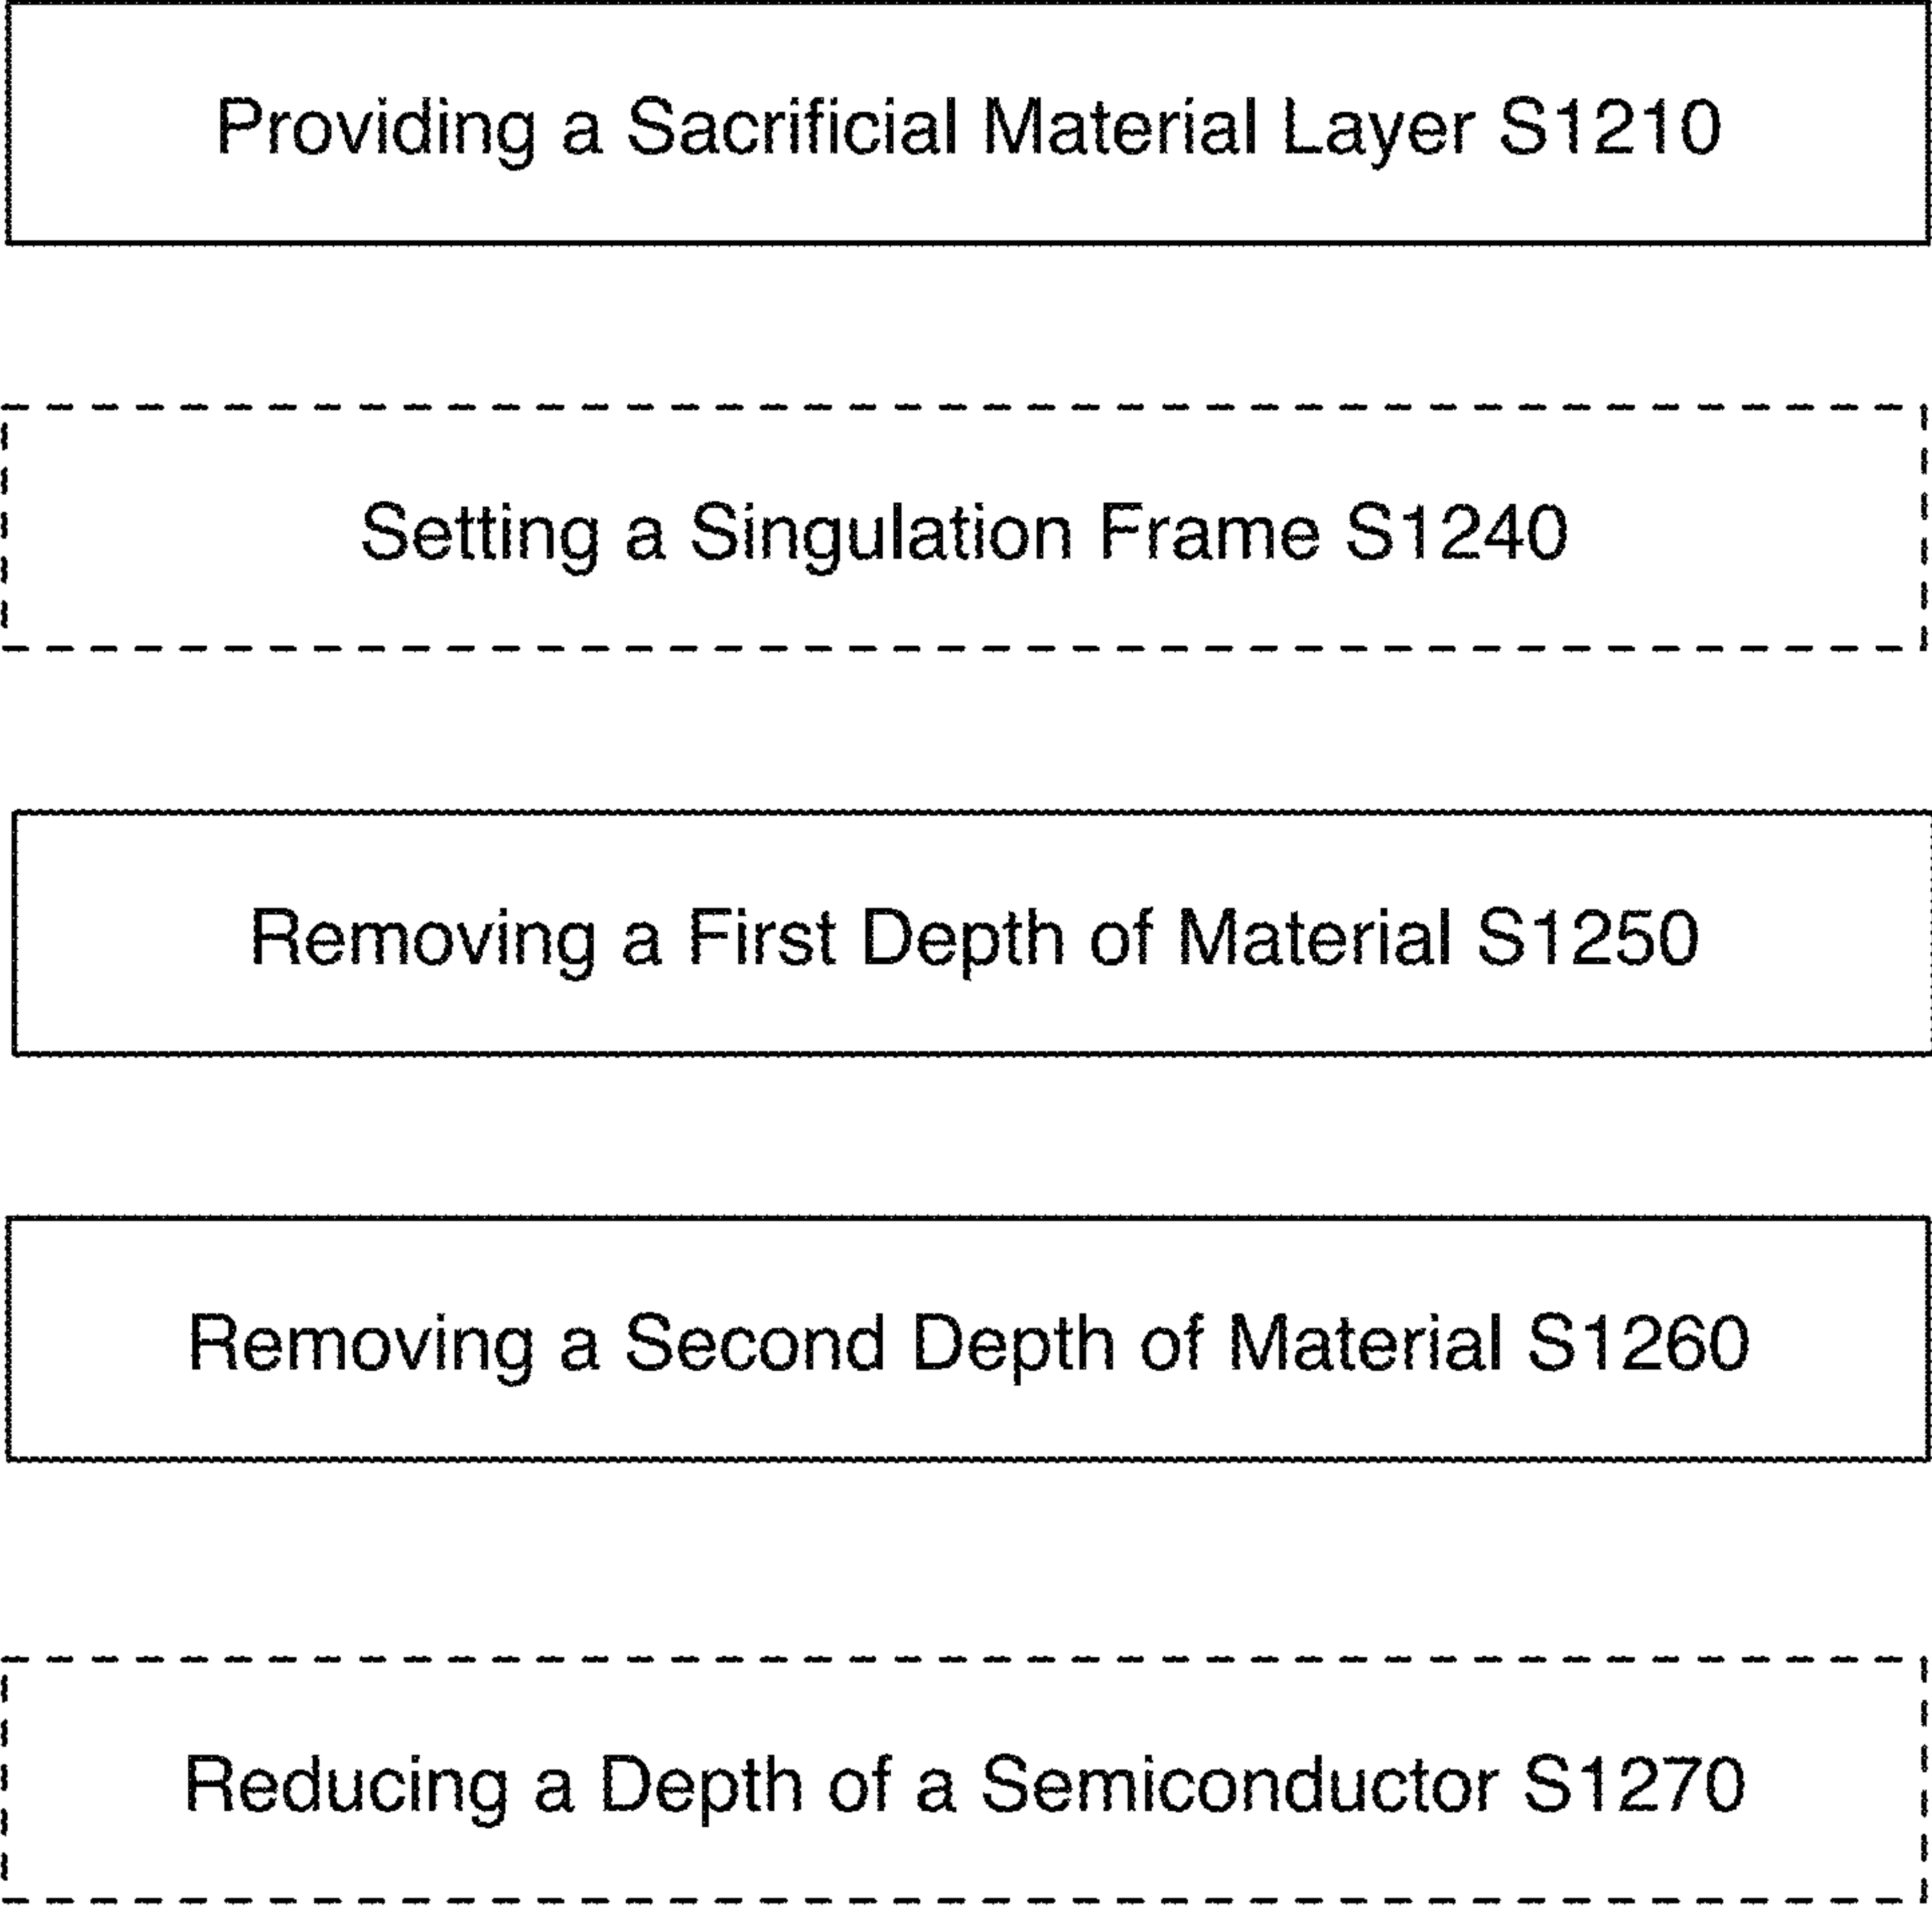 Providing a Sacrificial Material Layer S1210
Setting a Singulation Frame S1240
Removing a First Depth of Material S1250
Removing a Second Depth of Material S1260
Reducing a Depth of a Semiconductor S1270